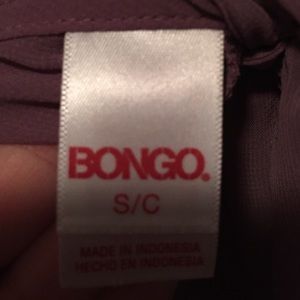 BONGO.
S/C
MADE IN INDONESIA
HECHO EN INDONESIA